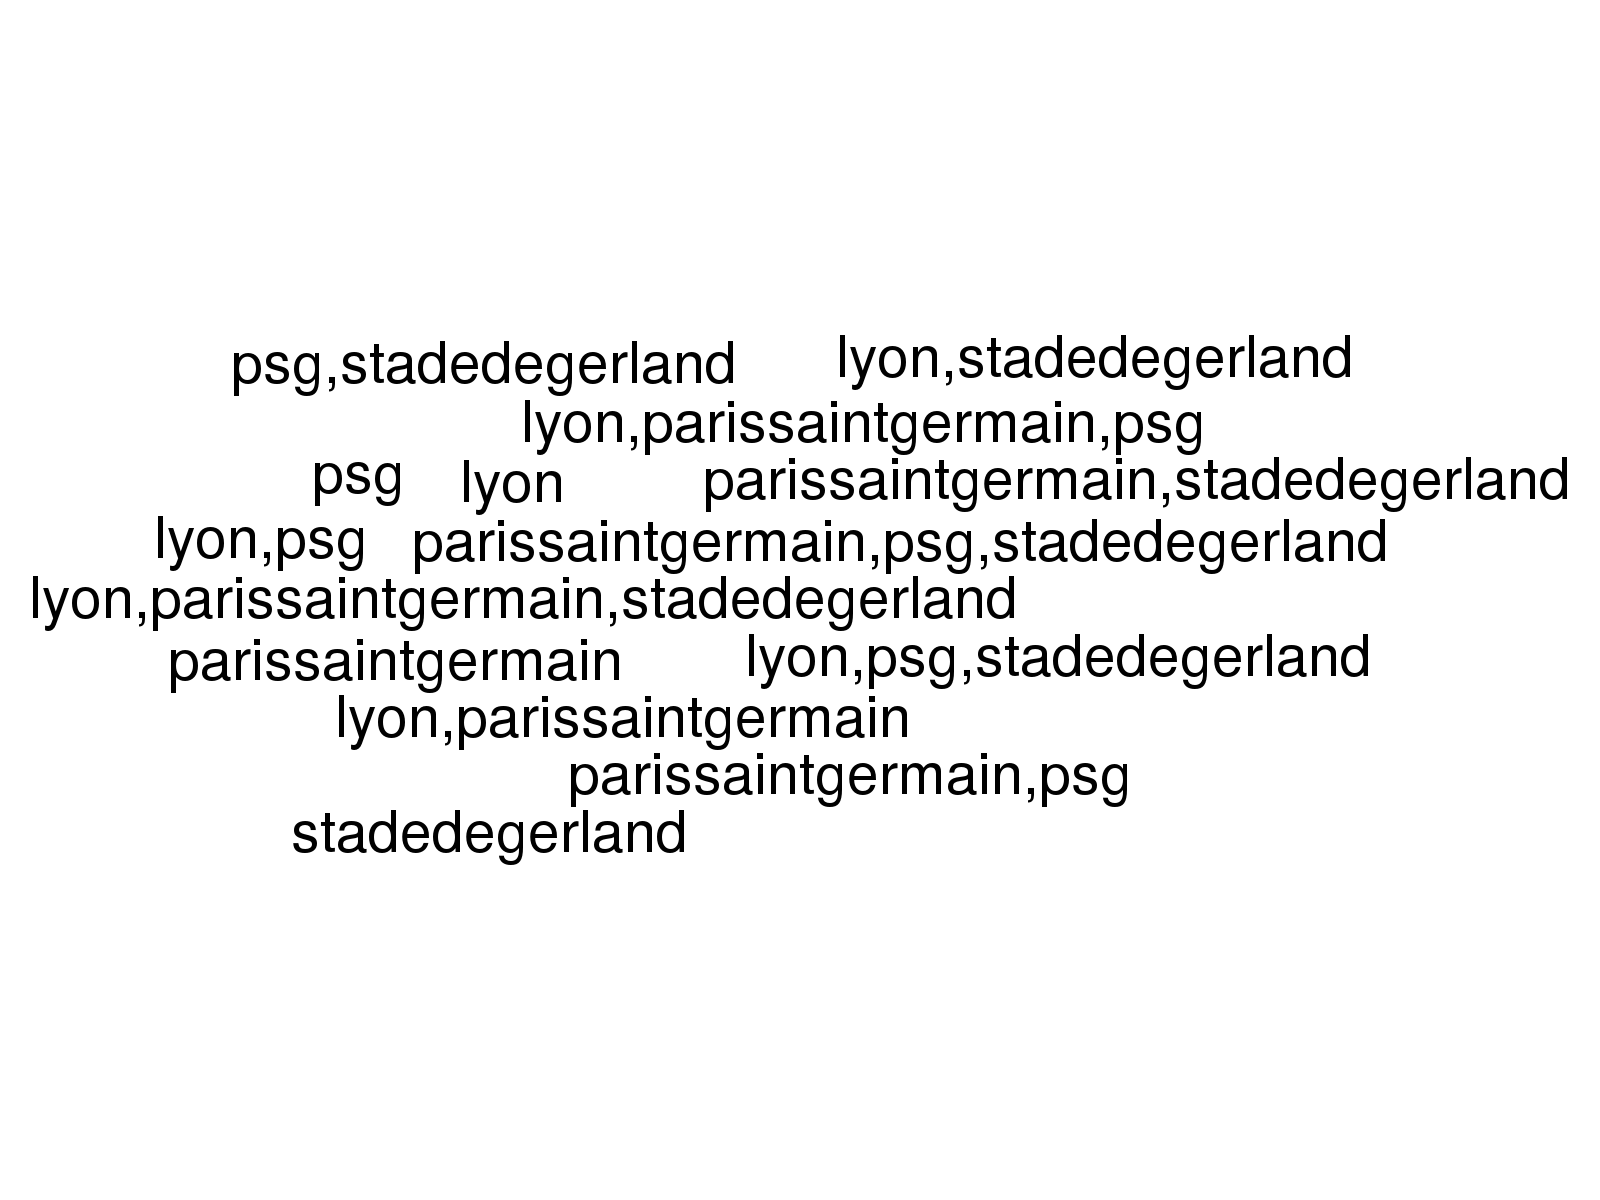 psg,stadedegerland lyon,stadedegerland
lyon,parissaintgermain,psg
psg lyon parissaintgermain,stadedegerland
lyon,psg parissaintgermain,psg,stadedegerland
lyon,parissaintgermain,stadedegerland
parissaintgermain lyon,psg,stadedegerland
lyon,parissaintgermain
parissaintgermain,psg
stadedegerland